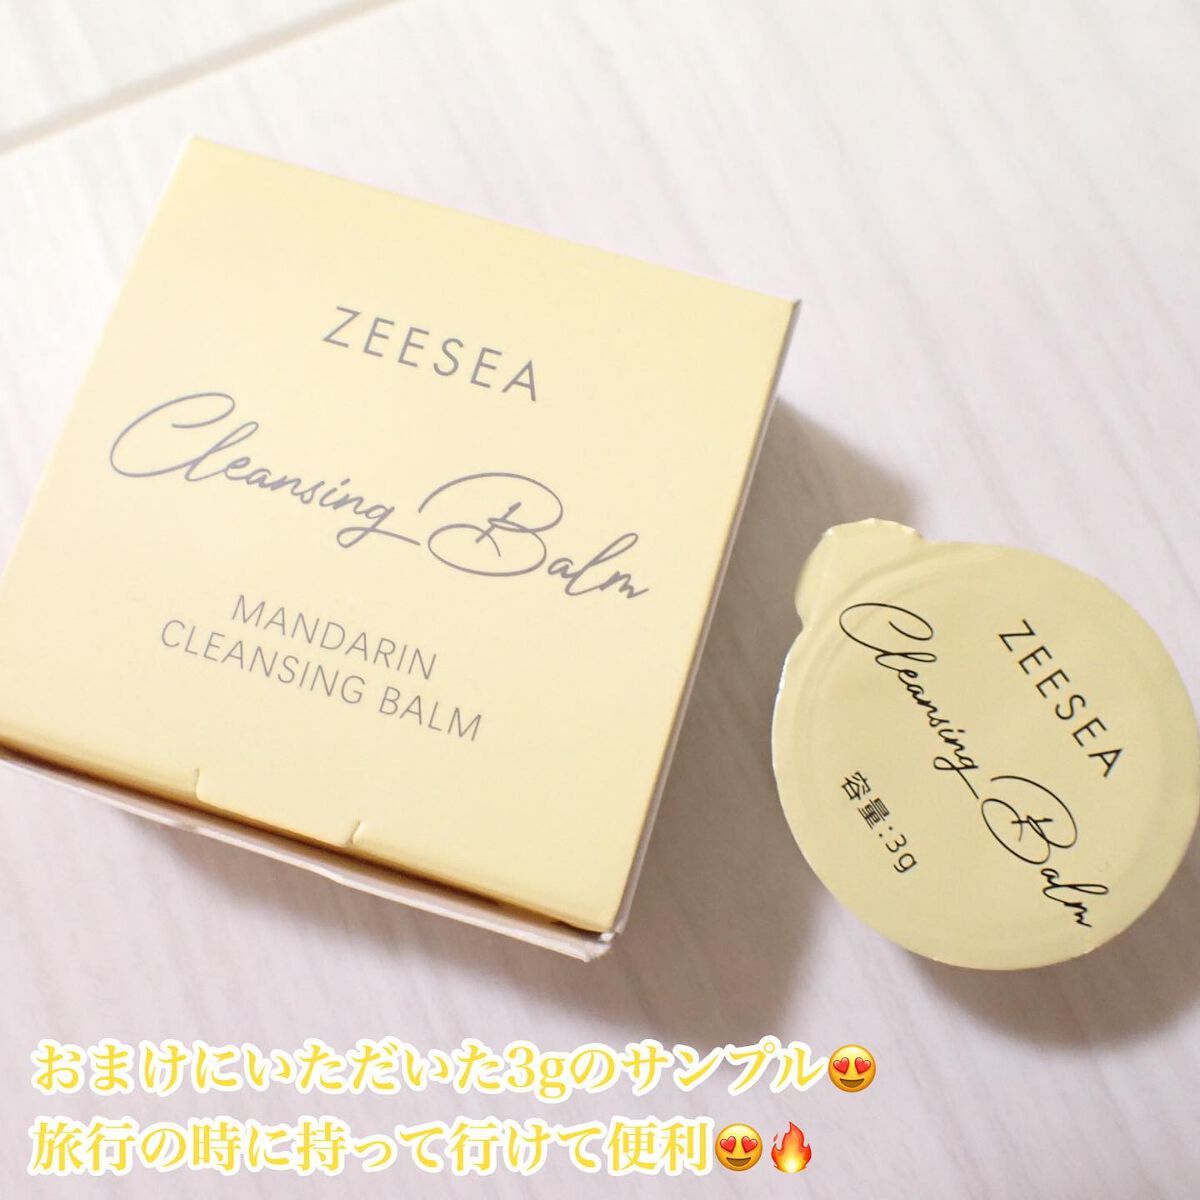 ZEESEA
Cleansing Balm
MANDARIN
CLEANSING BALM
ZEESEA
Cleansing Balm
容量:3g
おまけにいただいた3gのサンプル😍
旅行の時に持って行けて便利😍🔥